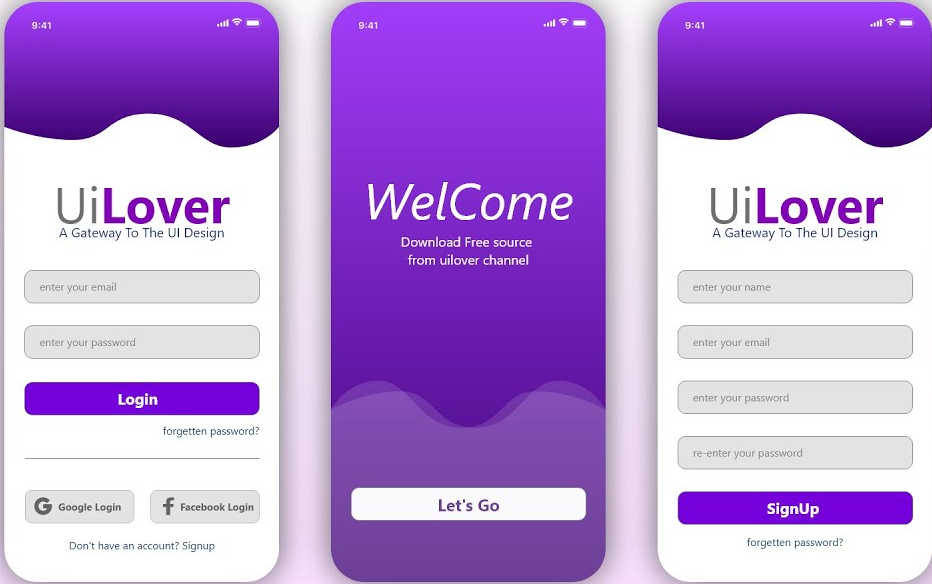 9:41
UiLover
A Gateway To The UI Design
enter your email
enter your password
Login
forgetten password?
Google Login
Facebook Login
Don't have an account? Signup
9:41
WelCome
Download Free source
from uilover channel
Let's Go
9:41
UiLover
A Gateway To The UI Design
enter your name
enter your email
enter your password
re-enter your password
SignUp
forgetten password?